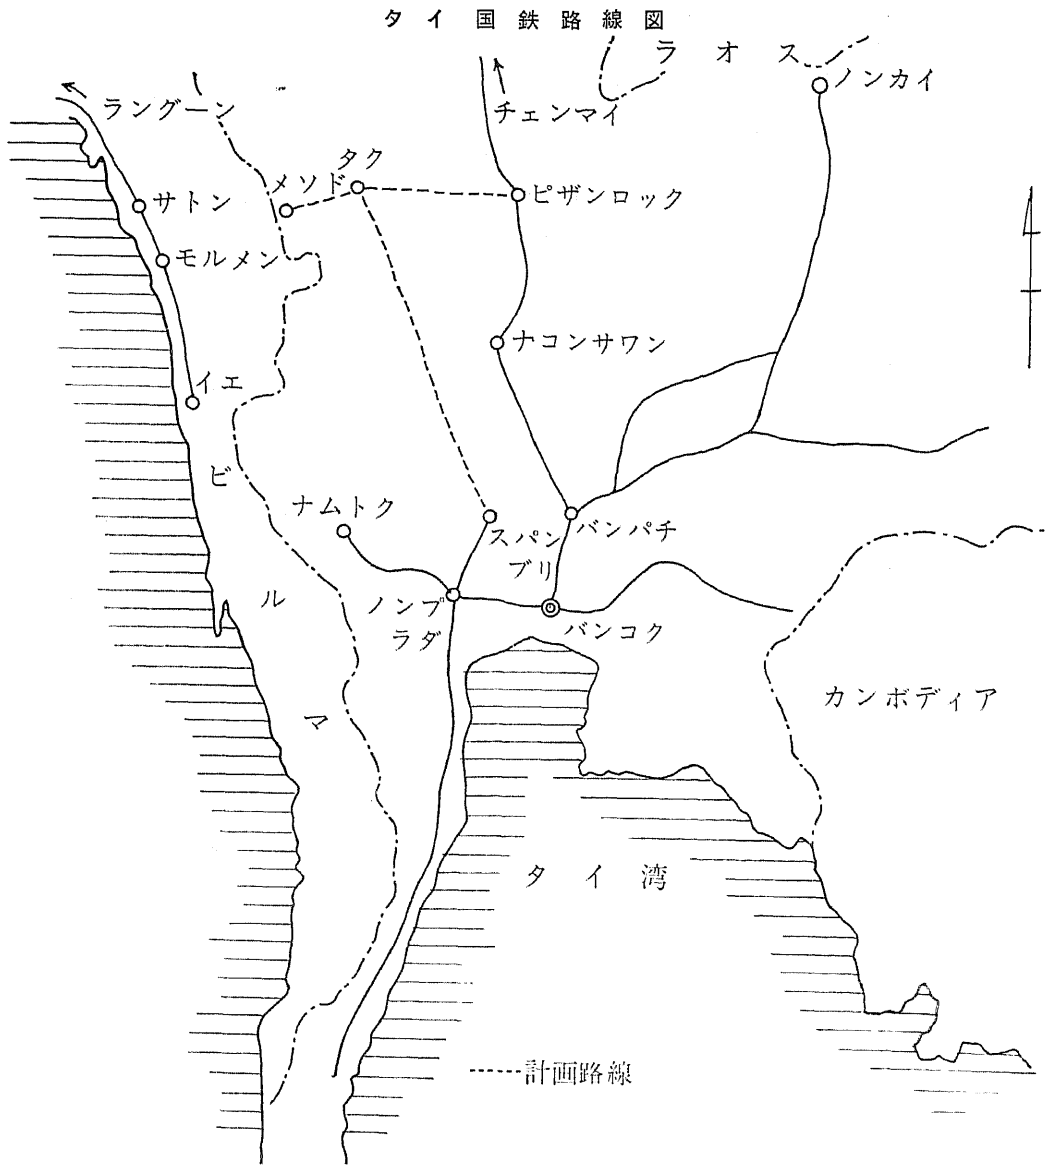 タイ国鉄路線図
ラオス
ノンカイ
ラングーン
チェンマイ
タク
メソド
ピザンロック
サトン
モルメン
ナコンサワン
イエ
ビルマ
ナムトク
スパン
ブリ
バンパチ
ノンプ
ラダ
バンコク
カンボディア
タイ湾
計画路線